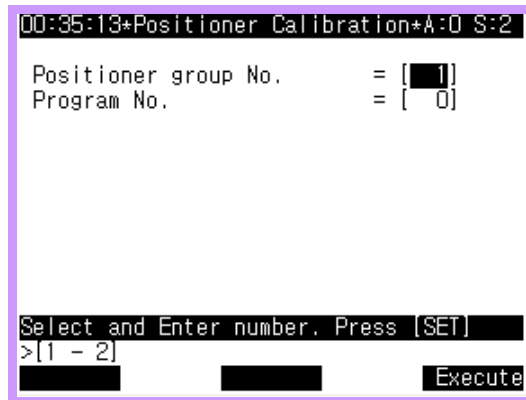 00:35:13*Positioner Calibration*A:0 S:2
Positioner group No. = [ 1]
Program No. = [ 0]
Select and Enter number. Press [SET]
>[1 - 2]
Execute